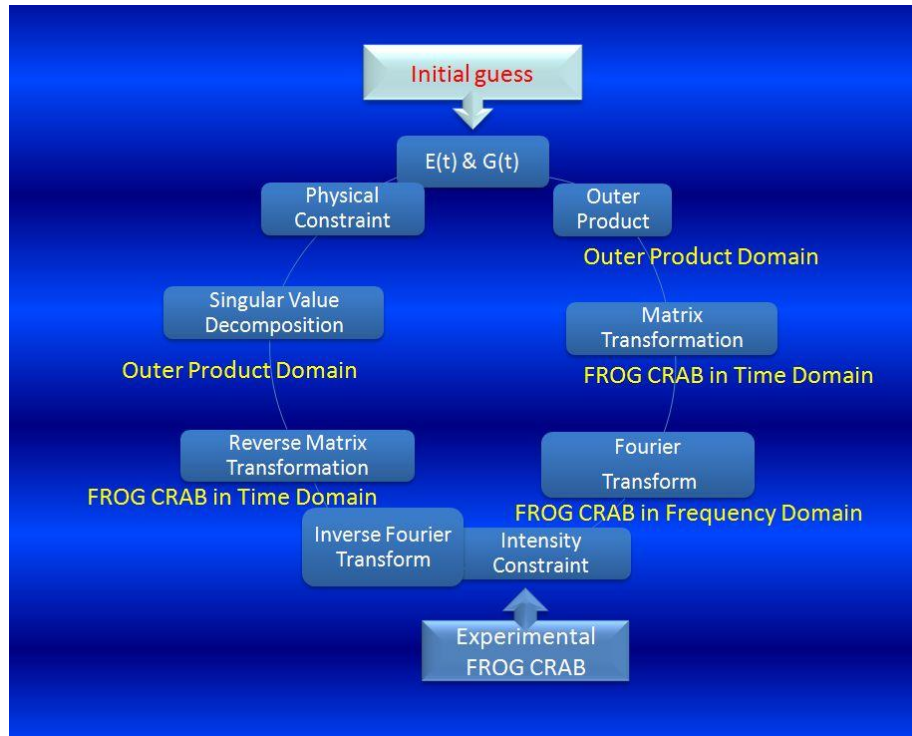 Initial guess
E(t) & G(t)
Physical
Constraint
Outer
Product
Outer Product Domain
Singular Value
Decomposition
Matrix
Transformation
Outer Product Domain
FROG CRAB in Time Domain
Reverse Matrix
Transformation
Fourier
Transform
FROG CRAB in Time Domain
FROG CRAB in Frequency Domain
Inverse Fourier
Transform
Intensity
Constraint
Experimental
FROG CRAB